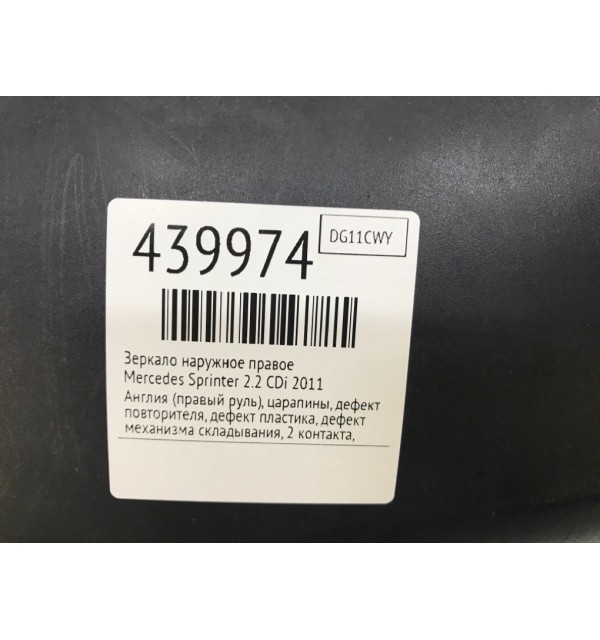 439974
DG11CWY
Зеркало наружное правое
Mercedes Sprinter 2.2 CDi 2011
Англия (правый руль), царапины, дефект
повторителя, дефект пластика, дефект
механизма складывания, 2 контакта,